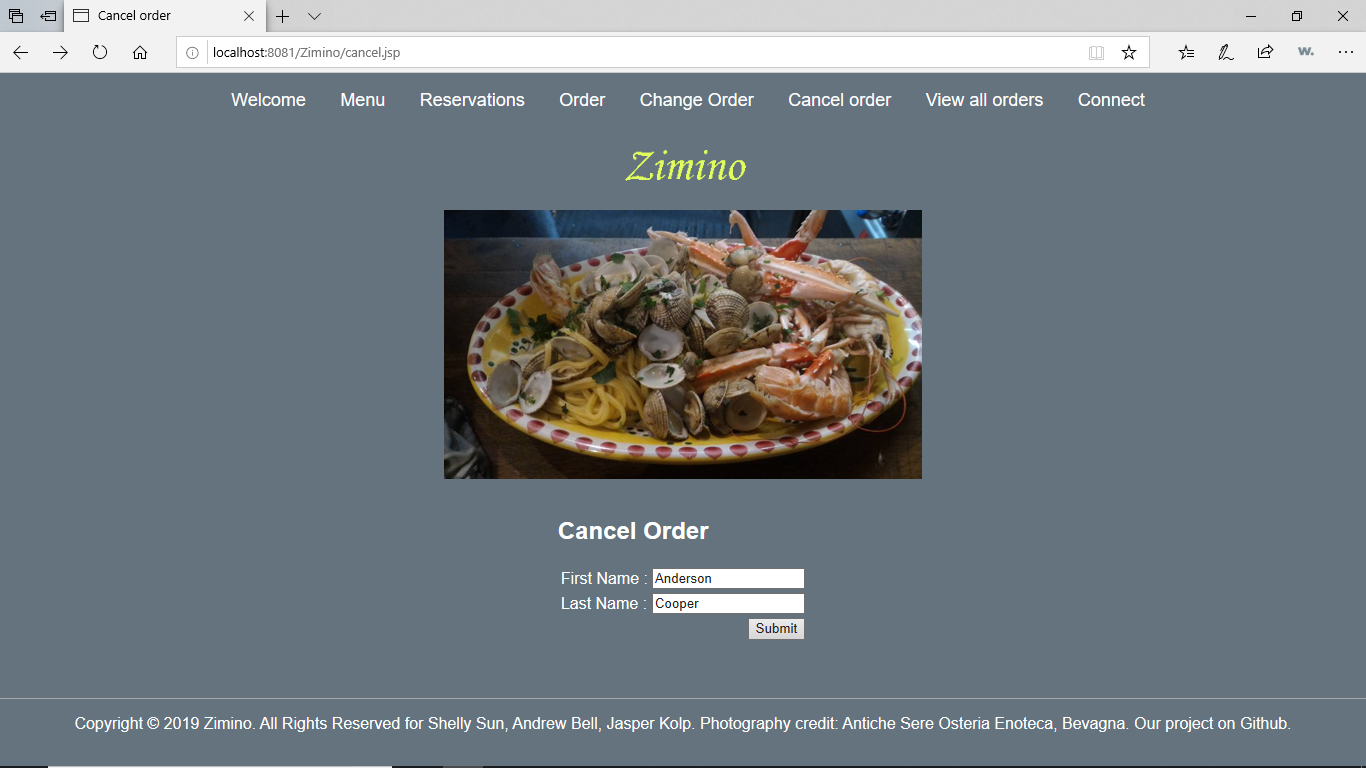 Cancel order
localhost:8081/Zimino/cancel.jsp
w.
Welcome Menu Reservations Order Change Order Cancel order View all orders Connect
Zimino
Cancel Order
First Name : Anderson
Last Name : Cooper
Submit
Copyright © 2019 Zimino. All Rights Reserved for Shelly Sun, Andrew Bell, Jasper Kolp. Photography credit: Antiche Sere Osteria Enoteca, Bevagna. Our project on Github.